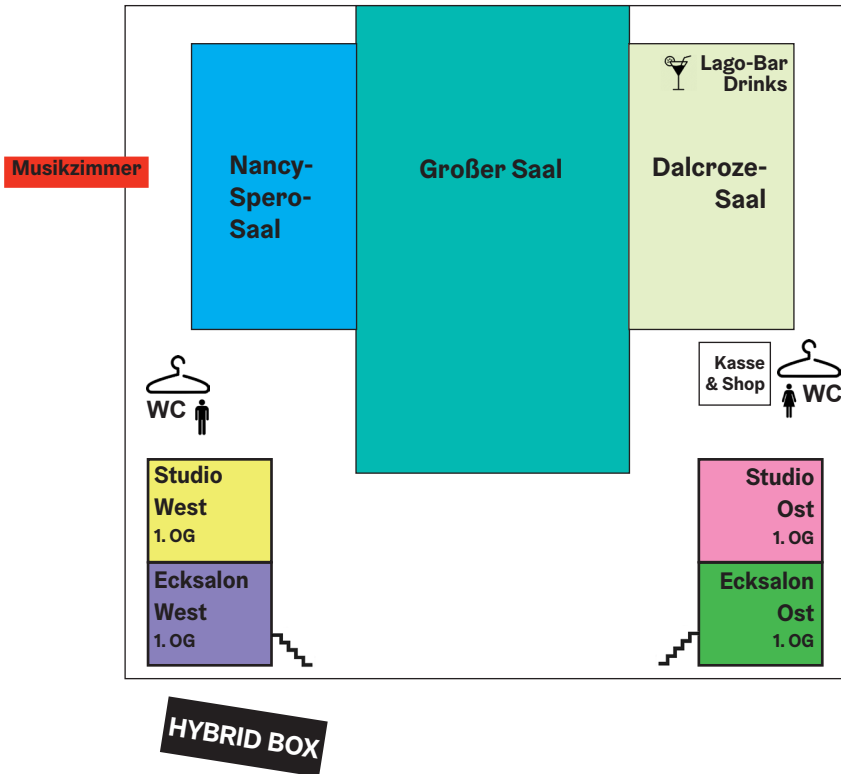 Lago-Bar
Drinks
Musikzimmer
Nancy-
Spero-
Saal
Großer Saal
Dalcroze-
Saal
Kasse
& Shop
WC
WC
Studio
West
1. OG
Studio
Ost
1. OG
Ecksalon
West
1. OG
Ecksalon
Ost
1. OG
HYBRID BOX